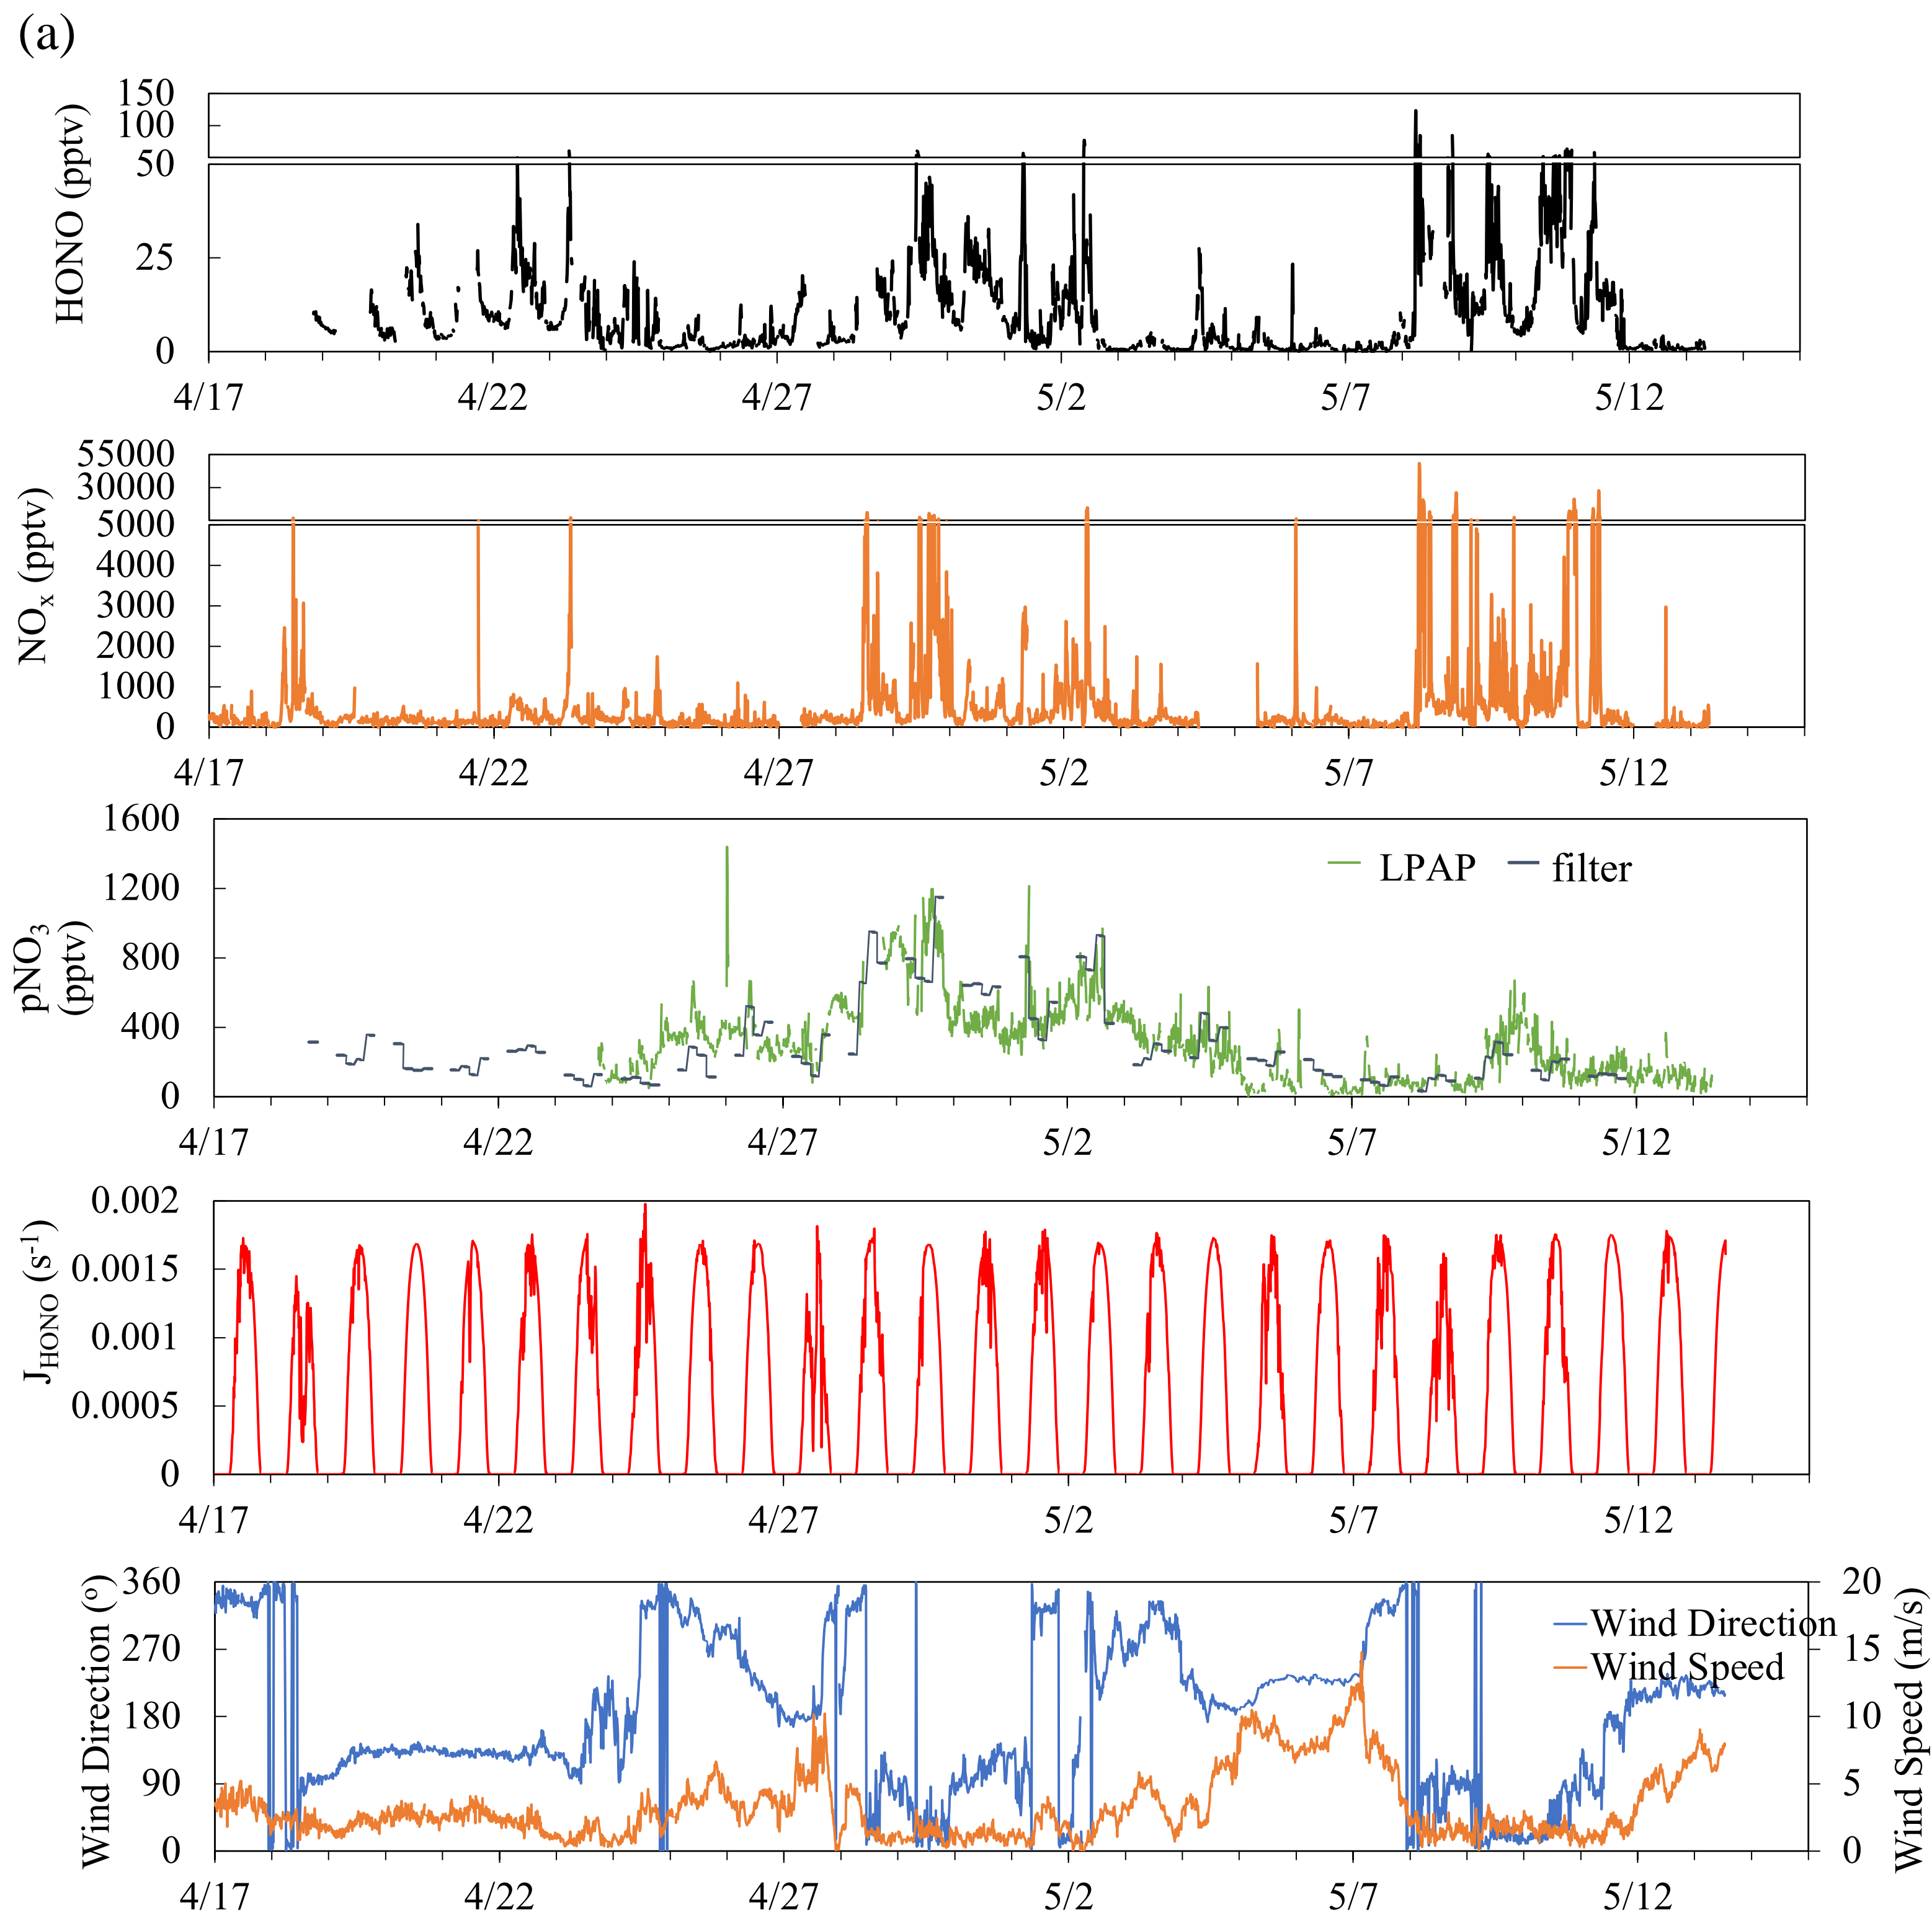 (a)
HONO (pptv)
150
100
50
25
0
4/17 4/22 4/27 5/2 5/7 5/12
NOx (pptv)
55000
30000
5000
4000
3000
2000
1000
0
4/17 4/22 4/27 5/2 5/7 5/12
pNO3
(pptv)
1600
1200
800
400
0
LPAP filter
4/17 4/22 4/27 5/2 5/7 5/12
JHONO (s-1)
0.002
0.0015
0.001
0.0005
0
4/17 4/22 4/27 5/2 5/7 5/12
Wind Direction (o)
360
270
180
90
0
Wind Direction
Wind Speed
20
15
10
5
0
Wind Speed (m/s)
4/17 4/22 4/27 5/2 5/7 5/12